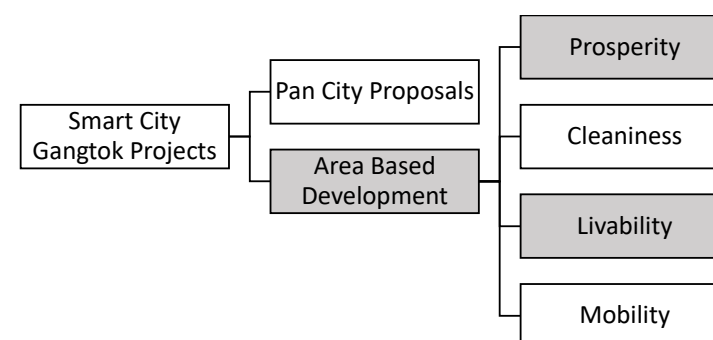 Smart City
Gangtok Projects
Pan City Proposals
Area Based
Development
Prosperity
Cleaniness
Livability
Mobility